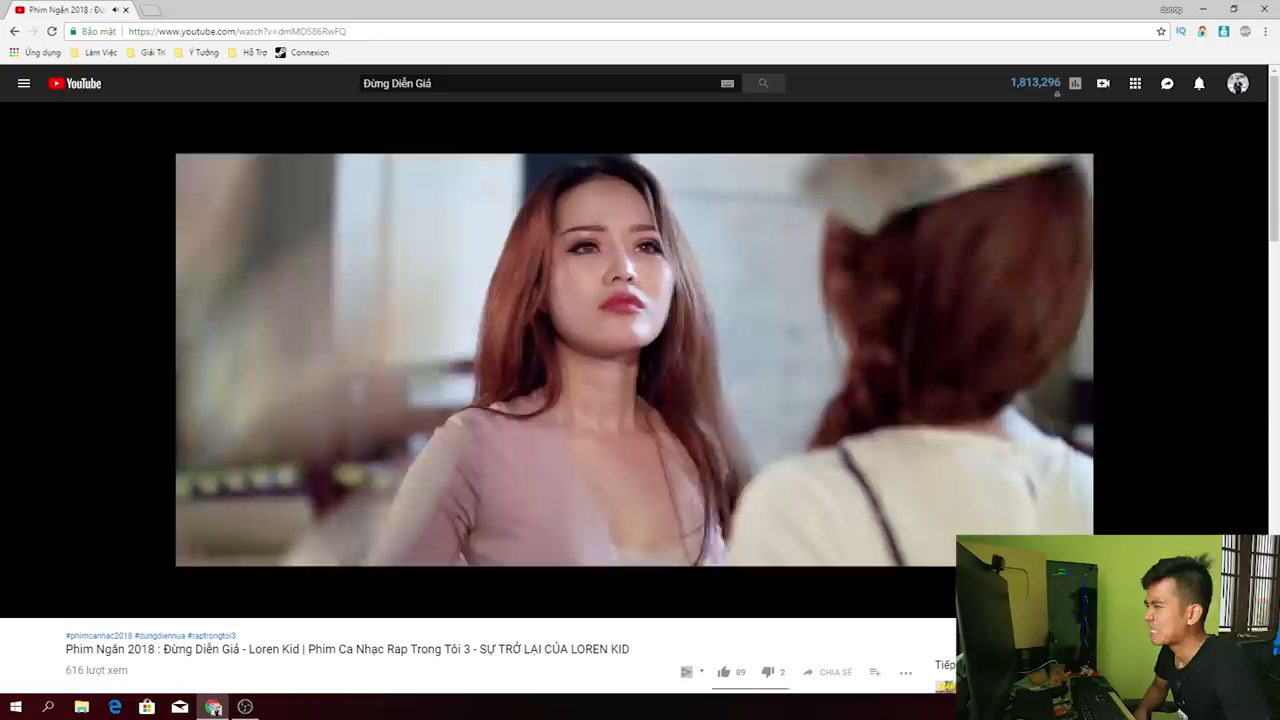 Phim Ngắn 2018 : Đừ
duong
Bảo mật
https://www.youtube.com/watch?v=dmMOS86RwFQ
Ứng dụng
Làm Việc
Giải Trí
Ý Tưởng
Hỗ Trợ
Connexion
YouTube
Đừng Diễn Giả
1,813,296
#phimcanhac2018 #dungdiennua #raptrongtoi3
Phim Ngắn 2018 : Đừng Diễn Giả - Loren Kid | Phim Ca Nhạc Rap Trong Tôi 3 - SỰ TRỞ LẠI CỦA LOREN KID
616 lượt xem
89
2
CHIA SẺ
Tiếp